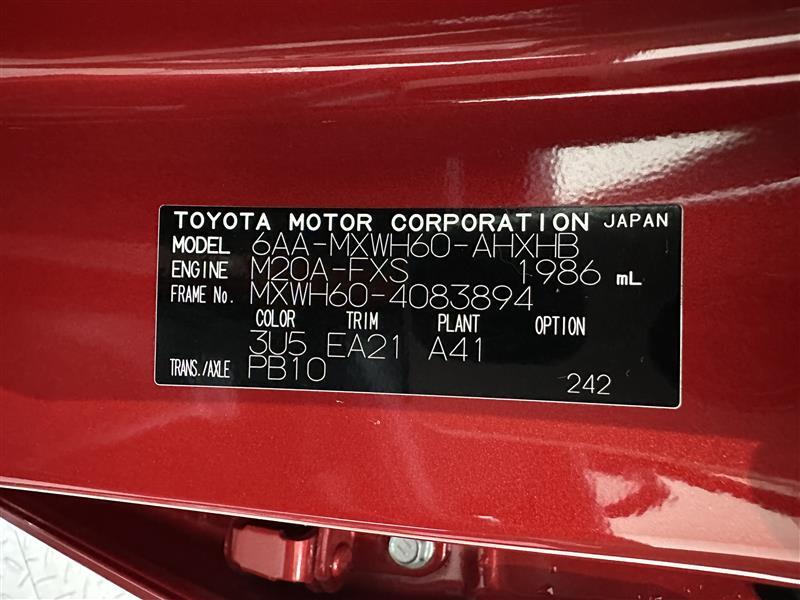 TOYOTA MOTOR CORPORATION JAPAN
MODEL 6AA-MXWH60-AHXHB
ENGINE M20A-FXS 1986 mL
FRAME No. MXWH60-4083894
COLOR TRIM PLANT OPTION
3U5 EA21 A41
TRANS./AXLE PB10
242